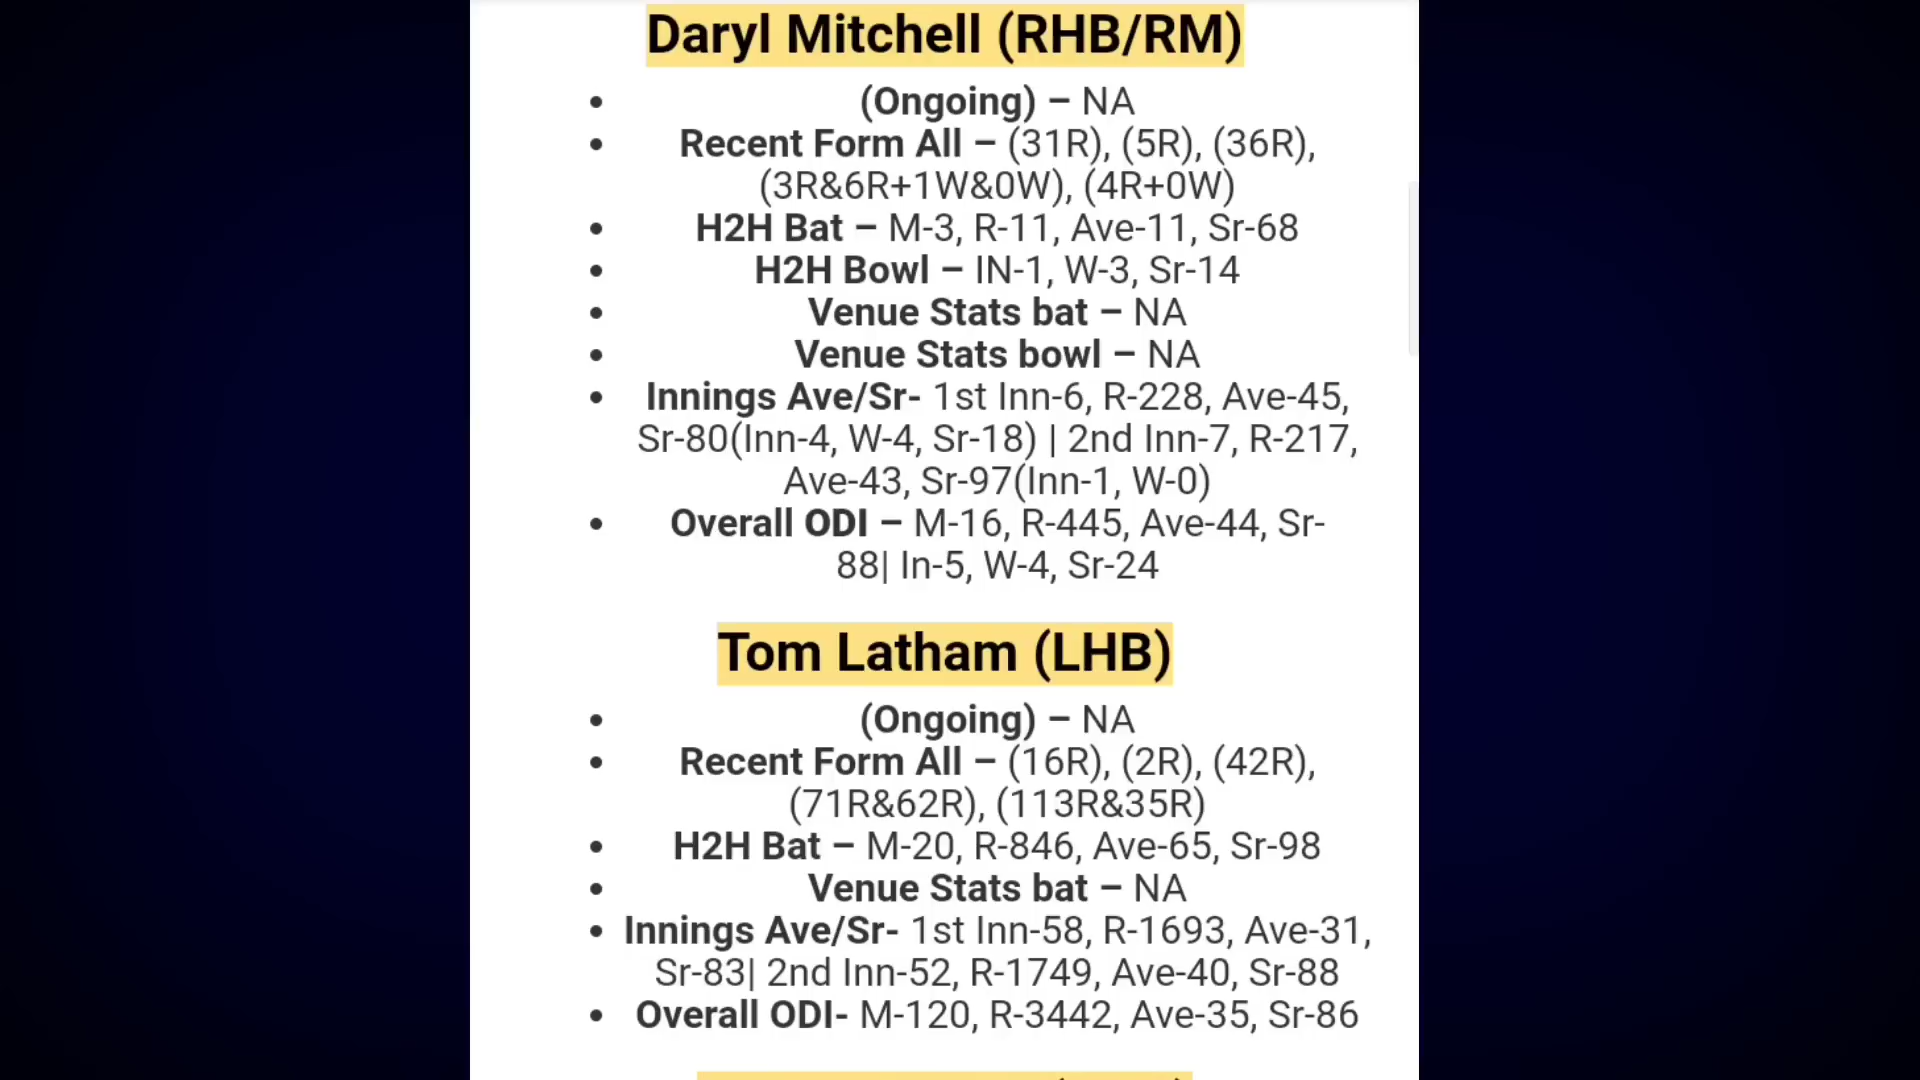 Daryl Mitchell (RHB/RM)
• (Ongoing) – NA
• Recent Form All – (31R), (5R), (36R),
(3R&6R+1W&0W), (4R+0W)
• H2H Bat – M-3, R-11, Ave-11, Sr-68
• H2H Bowl – IN-1, W-3, Sr-14
• Venue Stats bat – NA
• Venue Stats bowl – NA
• Innings Ave/Sr- 1st Inn-6, R-228, Ave-45,
Sr-80(Inn-4, W-4, Sr-18) | 2nd Inn-7, R-217,
Ave-43, Sr-97(Inn-1, W-0)
• Overall ODI – M-16, R-445, Ave-44, Sr-
88| In-5, W-4, Sr-24
Tom Latham (LHB)
• (Ongoing) – NA
• Recent Form All – (16R), (2R), (42R),
(71R&62R), (113R&35R)
• H2H Bat – M-20, R-846, Ave-65, Sr-98
• Venue Stats bat – NA
• Innings Ave/Sr- 1st Inn-58, R-1693, Ave-31,
Sr-83| 2nd Inn-52, R-1749, Ave-40, Sr-88
• Overall ODI- M-120, R-3442, Ave-35, Sr-86